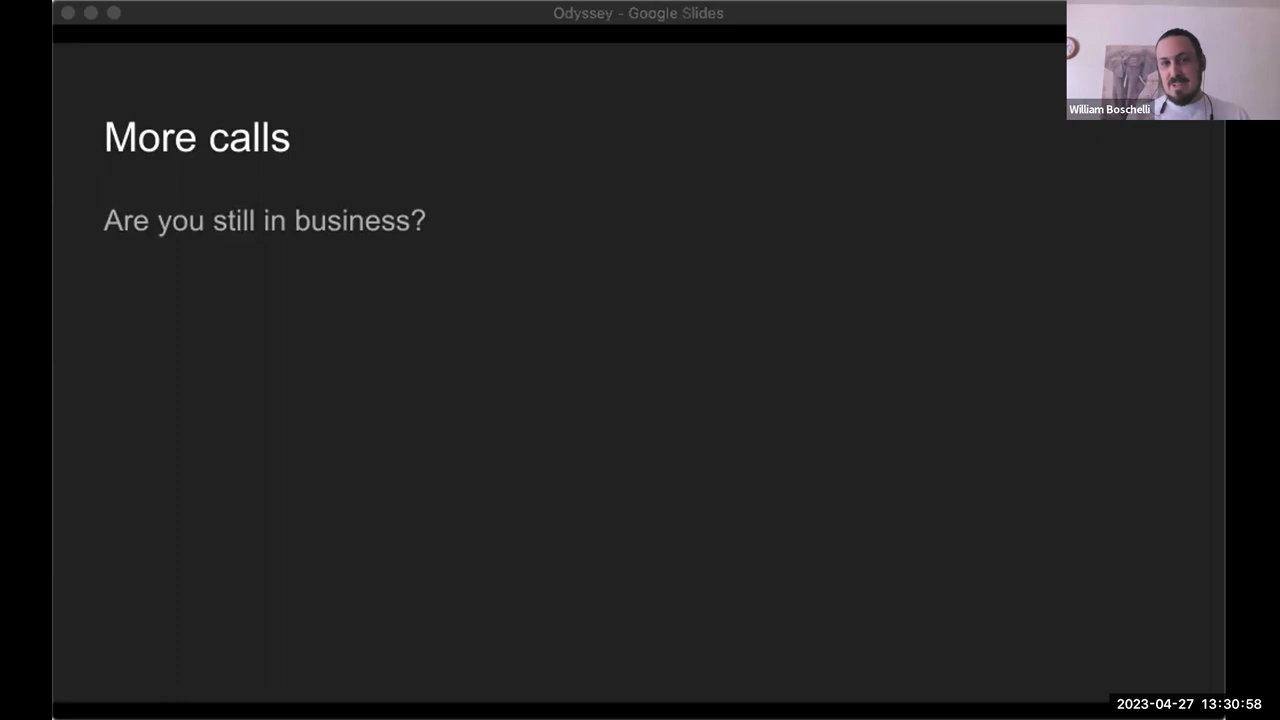 Odyssey - Google Slides
William Boschelli
More calls
Are you still in business?
2023-04-27 13:30:58